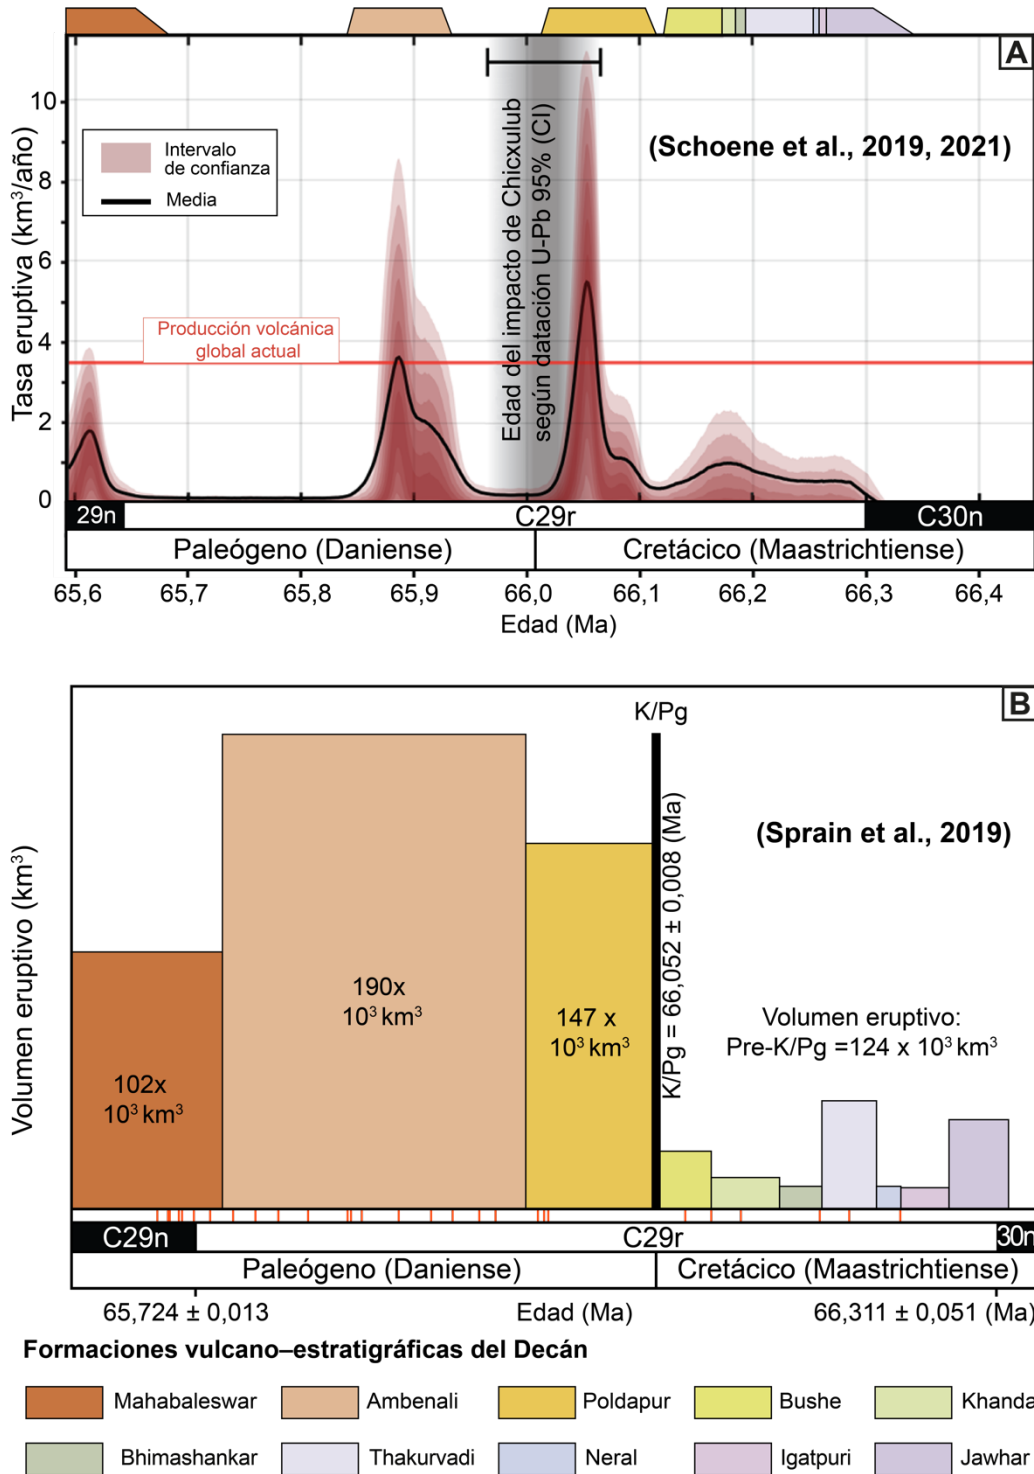 A
(Schoene et al., 2019, 2021)
Tasa eruptiva (km³/año)
10
8
6
4
2
0
Intervalo
de confianza
Media
Producción volcánica
global actual
Edad del impacto de Chicxulub
según datación U-Pb 95% (CI)
29n
C29r
C30n
Paleógeno (Daniense)
Cretácico (Maastrichtiense)
65,6
65,7
65,8
65,9
66,0
66,1
66,2
66,3
66,4
Edad (Ma)
B
K/Pg
(Sprain et al., 2019)
Volumen eruptivo (km³)
K/Pg = 66,052 ± 0,008 (Ma)
102x
10³ km³
190x
10³ km³
147 x
10³ km³
Volumen eruptivo:
Pre-K/Pg =124 x 10³ km³
C29n
C29r
30n
Paleógeno (Daniense)
Cretácico (Maastrichtiense)
65,724 ± 0,013
Edad (Ma)
66,311 ± 0,051 (Ma)
Formaciones vulcano–estratigráficas del Decán
Mahabaleswar
Ambenali
Poldapur
Bushe
Khanda
Bhimashankar
Thakurvadi
Neral
Igatpuri
Jawhar